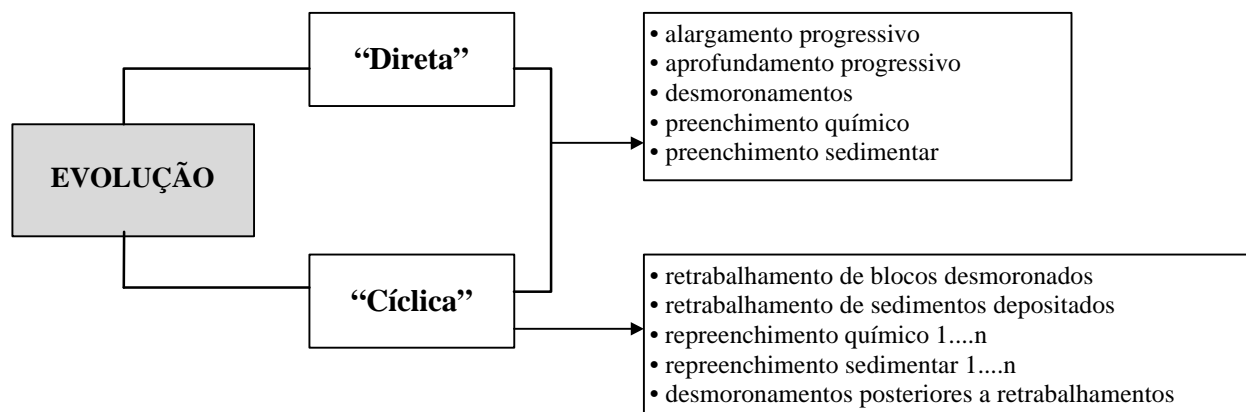 “Direta”
• alargamento progressivo
• aprofundamento progressivo
• desmoronamentos
• preenchimento químico
• preenchimento sedimentar
EVOLUÇÃO
“Cíclica”
• retrabalhamento de blocos desmoronados
• retrabalhamento de sedimentos depositados
• repreenchimento químico 1....n
• repreenchimento sedimentar 1....n
• desmoronamentos posteriores a retrabalhamentos